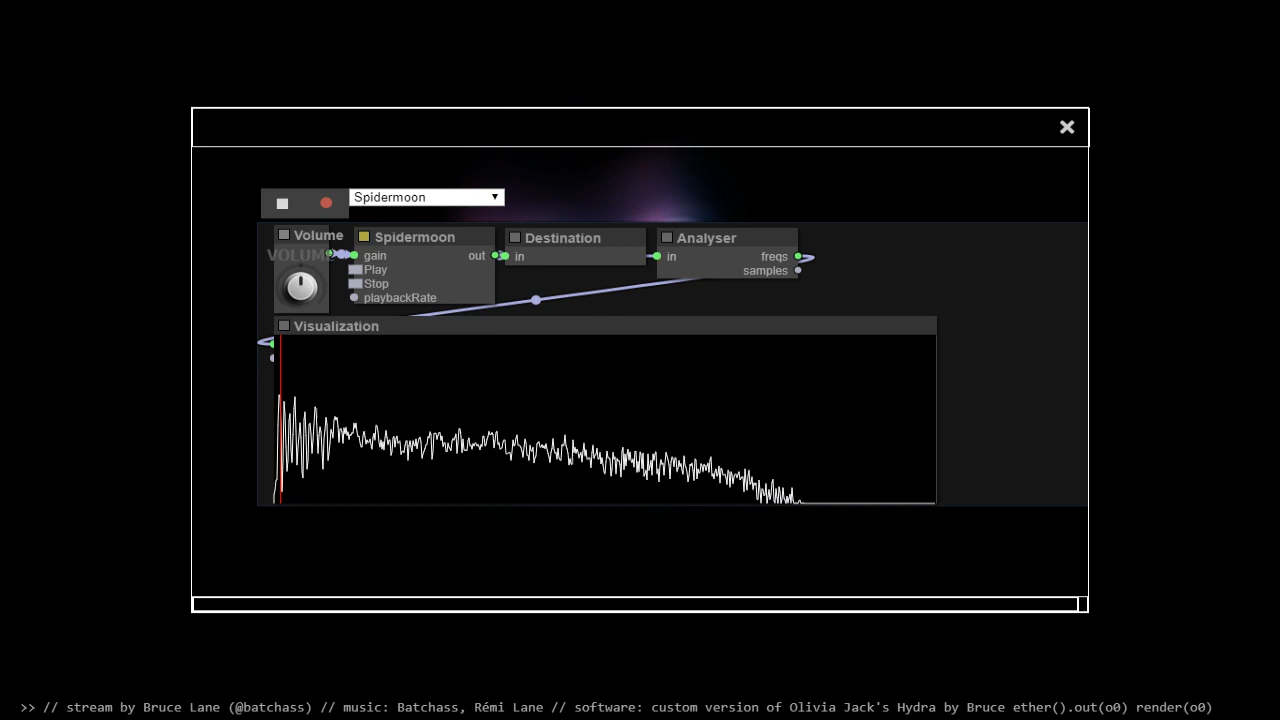 Spidermoon
Volume
VOLUME
Spidermoon
gain out
Play
Stop
playbackRate
Destination
in
Analyser
in freqs
samples
Visualization
>> // stream by Bruce Lane (@batchass) // music: Batchass, Rémi Lane // software: custom version of Olivia Jack's Hydra by Bruce ether().out(o0) render(o0)